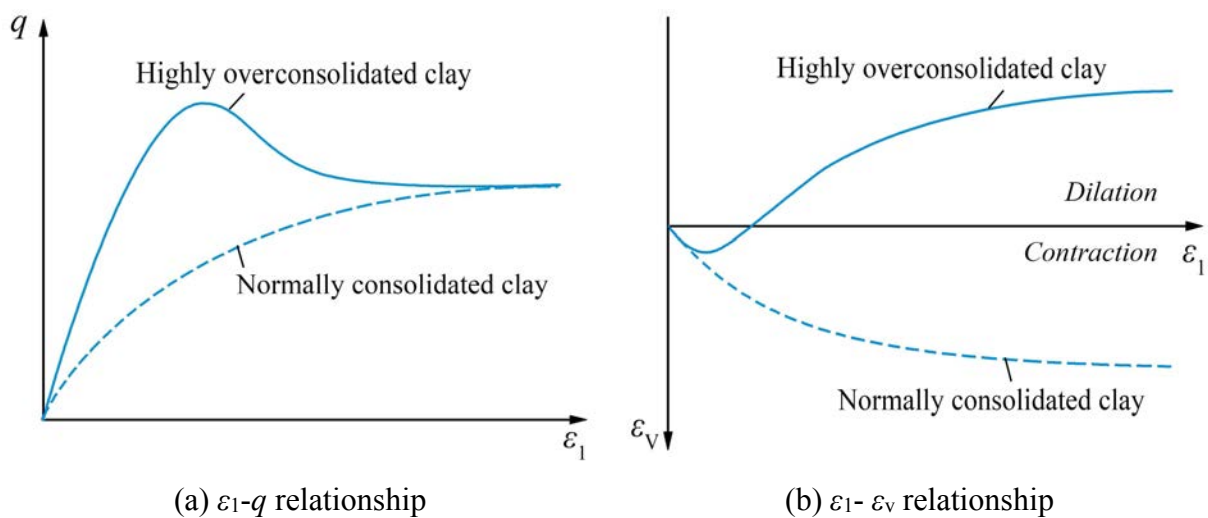 q
Highly overconsolidated clay
Normally consolidated clay
ε1
(a) ε1-q relationship
Highly overconsolidated clay
Dilation
Contraction
ε1
Normally consolidated clay
εV
(b) ε1- εv relationship